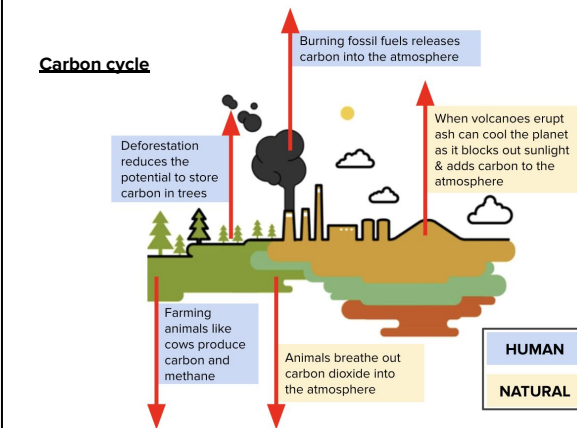 Carbon cycle
Burning fossil fuels releases
carbon into the atmosphere
When volcanoes erupt
ash can cool the planet
as it blocks out sunlight
& adds carbon to the
atmosphere
Deforestation
reduces the
potential to store
carbon in trees
Farming
animals like
cows produce
carbon and
methane
Animals breathe out
carbon dioxide into
the atmosphere
HUMAN
NATURAL